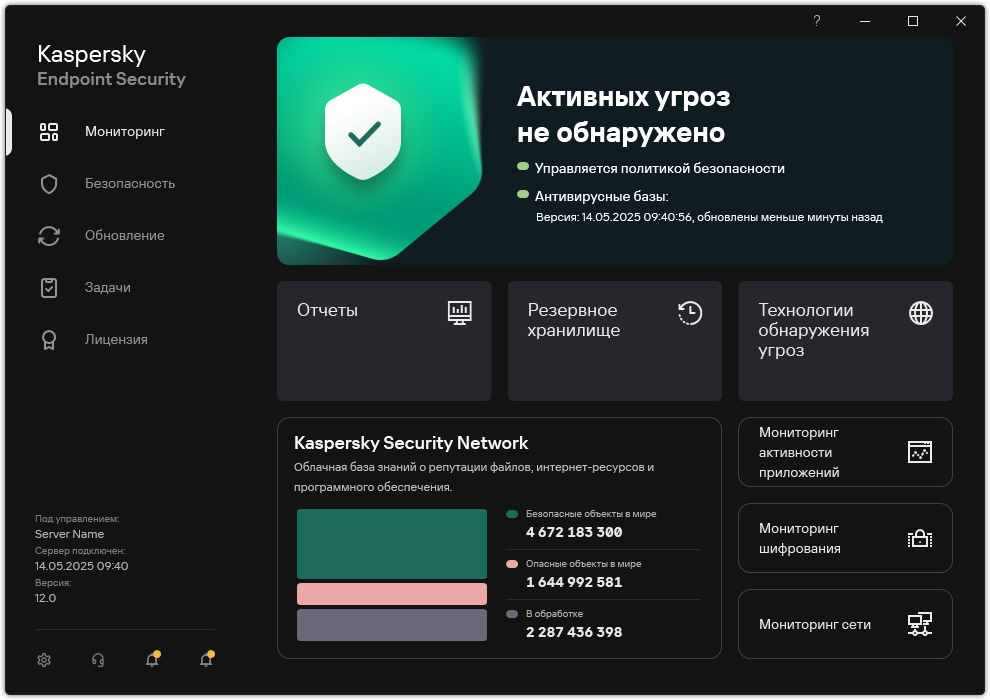 ?
Kaspersky
Endpoint Security
Мониторинг
Безопасность
Обновление
Задачи
Лицензия
Под управлением:
Server Name
Сервер подключен:
14.05.2025 09:40
Версия:
12.0
Активных угроз
не обнаружено
Управляется политикой безопасности
Антивирусные базы:
Версия: 14.05.2025 09:40:56, обновлены меньше минуты назад
Отчеты
Резервное
хранилище
Технологии
обнаружения
угроз
Kaspersky Security Network
Облачная база знаний о репутации файлов, интернет-ресурсов и
программного обеспечения.
Безопасные объекты в мире
4 672 183 300
Опасные объекты в мире
1 644 992 581
В обработке
2 287 436 398
Мониторинг
активности
приложений
Мониторинг
шифрования
Мониторинг сети